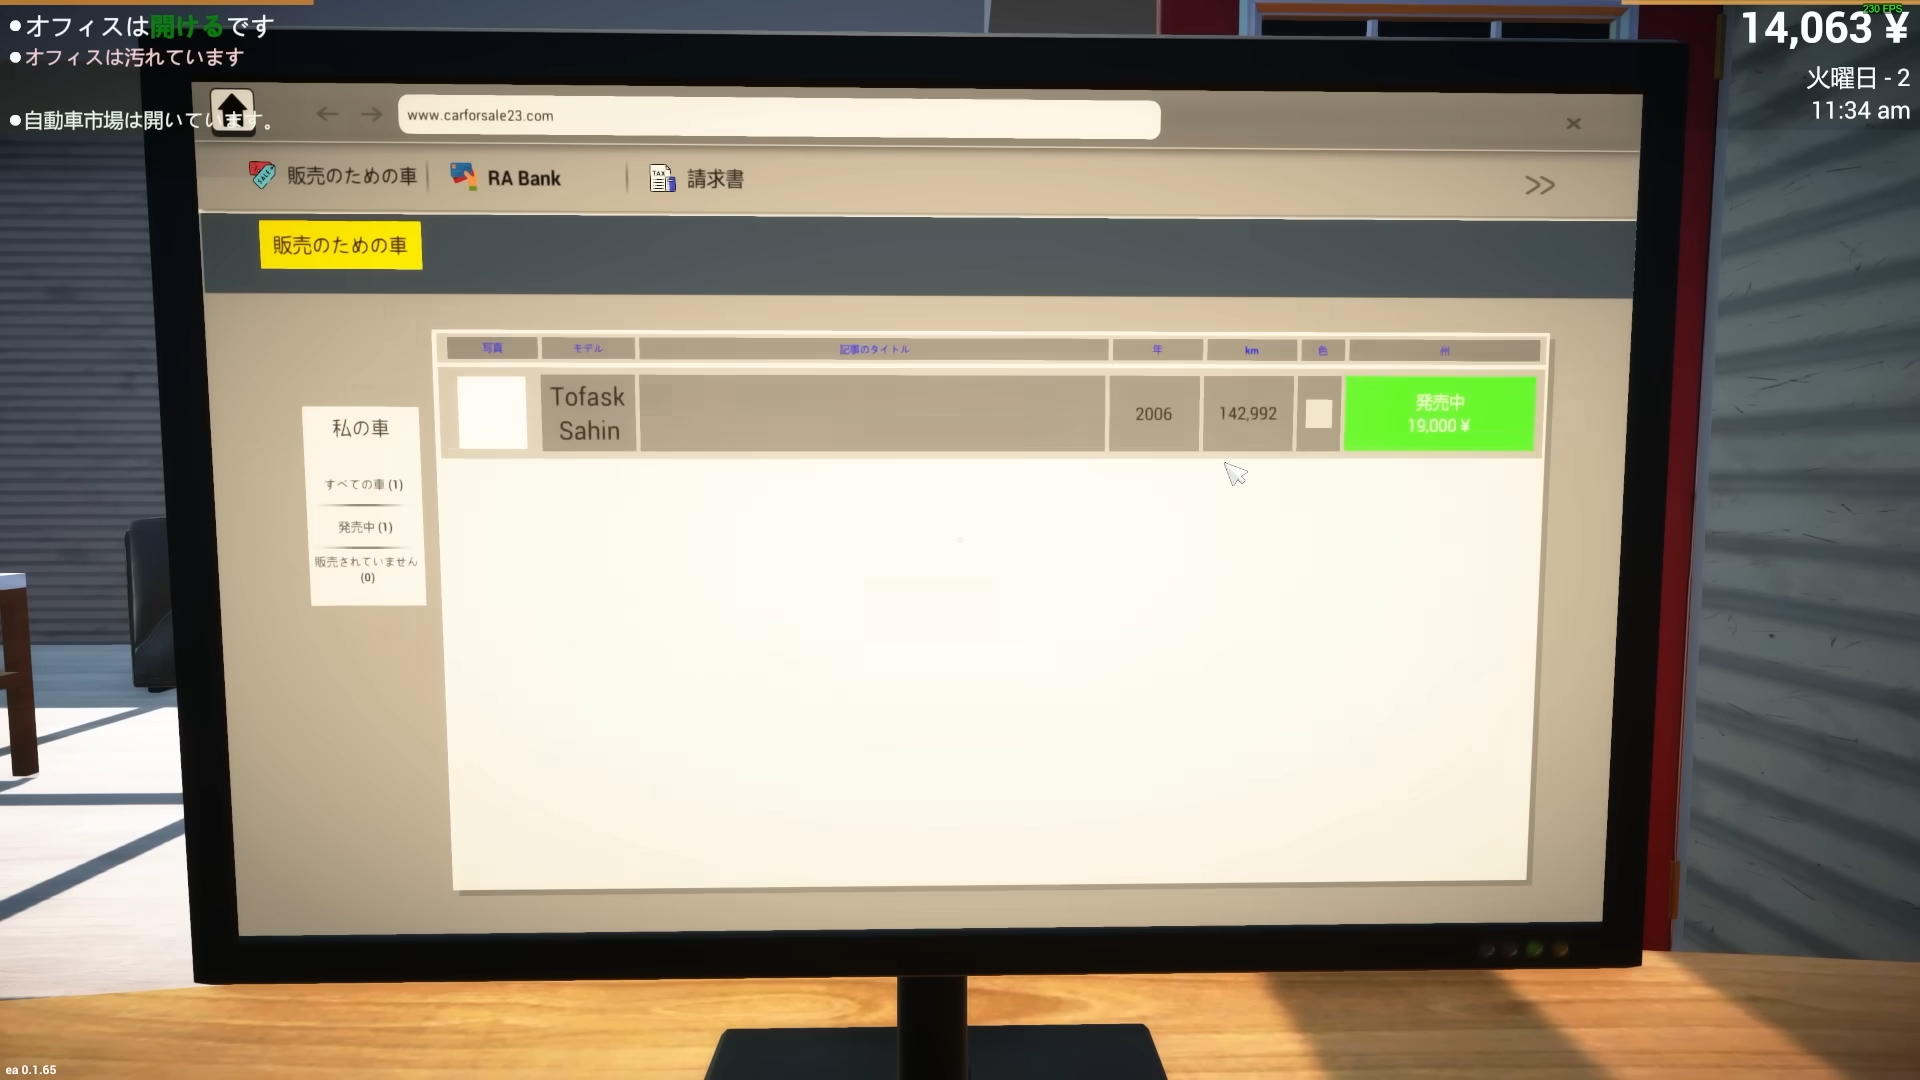 ●オフィスは開けるです
●オフィスは汚れています
●自動車市場は開いています。
230 FPS
14,063 ¥
火曜日 - 2
11:34 am
www.carforsale23.com
販売のための車
RA Bank
TAX
請求書
>>
販売のための車
写真 モデル 記事のタイトル 年 km 色 州
Tofask
Sahin
2006
142,992
発売中
19,000 ¥
私の車
すべての車 (1)
発売中 (1)
販売されていません
(0)
ea 0.1.65